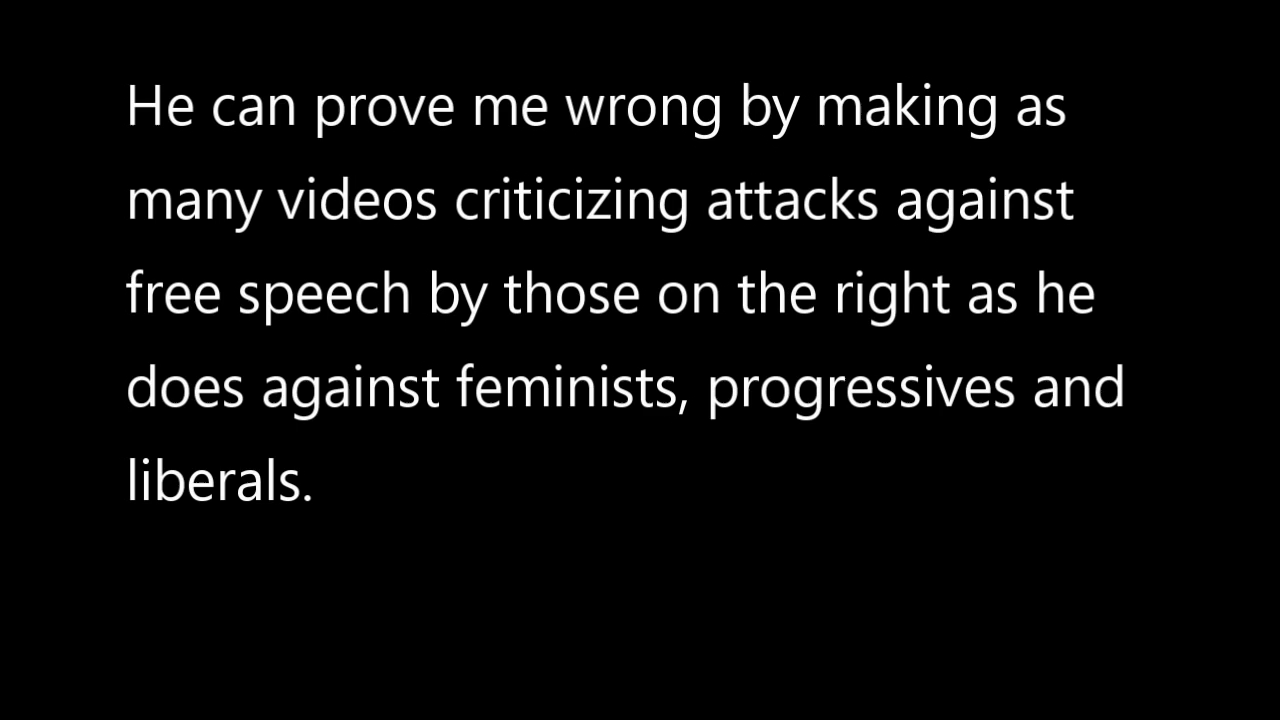 He can prove me wrong by making as
many videos criticizing attacks against
free speech by those on the right as he
does against feminists, progressives and
liberals.